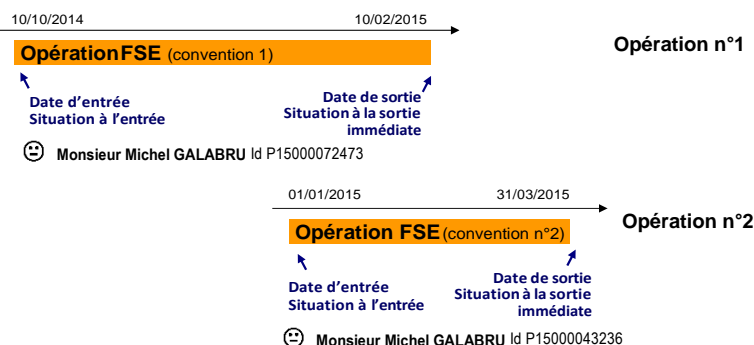 10/10/2014 10/02/2015
Opération n°1
Opération FSE (convention 1)
Date d'entrée
Situation à l'entrée
Date de sortie
Situation à la sortie
immédiate
Monsieur Michel GALABRU Id P15000072473
01/01/2015 31/03/2015
Opération n°2
Opération FSE (convention n°2)
Date d'entrée
Situation à l'entrée
Date de sortie
Situation à la sortie
immédiate
Monsieur Michel GALABRU Id P15000043236